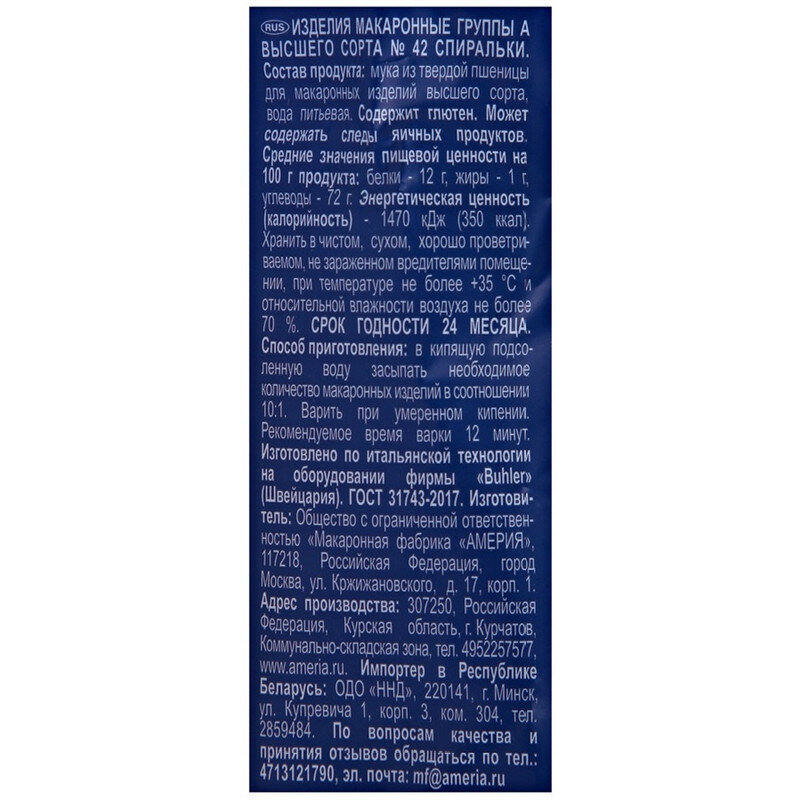 RUS ИЗДЕЛИЯ МАКАРОННЫЕ ГРУППЫ А
ВЫСШЕГО СОРТА № 42 СПИРАЛЬКИ.
Состав продукта: мука из твердой пшеницы
для макаронных изделий высшего сорта,
вода питьевая. Содержит глютен. Может
содержать следы яичных продуктов.
Средние значения пищевой ценности на
100 г продукта: белки - 12 г, жиры - 1 г,
углеводы - 72 г. Энергетическая ценность
(калорийность) - 1470 кДж (350 ккал).
Хранить в чистом, сухом, хорошо проветри-
ваемом, не зараженном вредителями помеще-
нии, при температуре не более +35 °С и
относительной влажности воздуха не более
70 %. СРОК ГОДНОСТИ 24 МЕСЯЦА.
Способ приготовления: в кипящую подсо-
ленную воду засыпать необходимое
количество макаронных изделий в соотношении
10:1. Варить при умеренном кипении.
Рекомендуемое время варки 12 минут.
Изготовлено по итальянской технологии
на оборудовании фирмы «Buhler»
(Швейцария). ГОСТ 31743-2017. Изготови-
тель: Общество с ограниченной ответствен-
ностью «Макаронная фабрика «АМЕРИЯ»,
117218, Российская Федерация, город
Москва, ул. Кржижановского, д. 17, корп. 1.
Адрес производства: 307250, Российская
Федерация, Курская область, г. Курчатов,
Коммунально-складская зона, тел. 4952257577,
www.ameria.ru. Импортер в Республике
Беларусь: ОДО «ННД», 220141, г. Минск,
ул. Купревича 1, корп. 3, ком. 304, тел.
2859484. По вопросам качества и
принятия отзывов обращаться по тел.:
4713121790, эл. почта: mf@ameria.ru